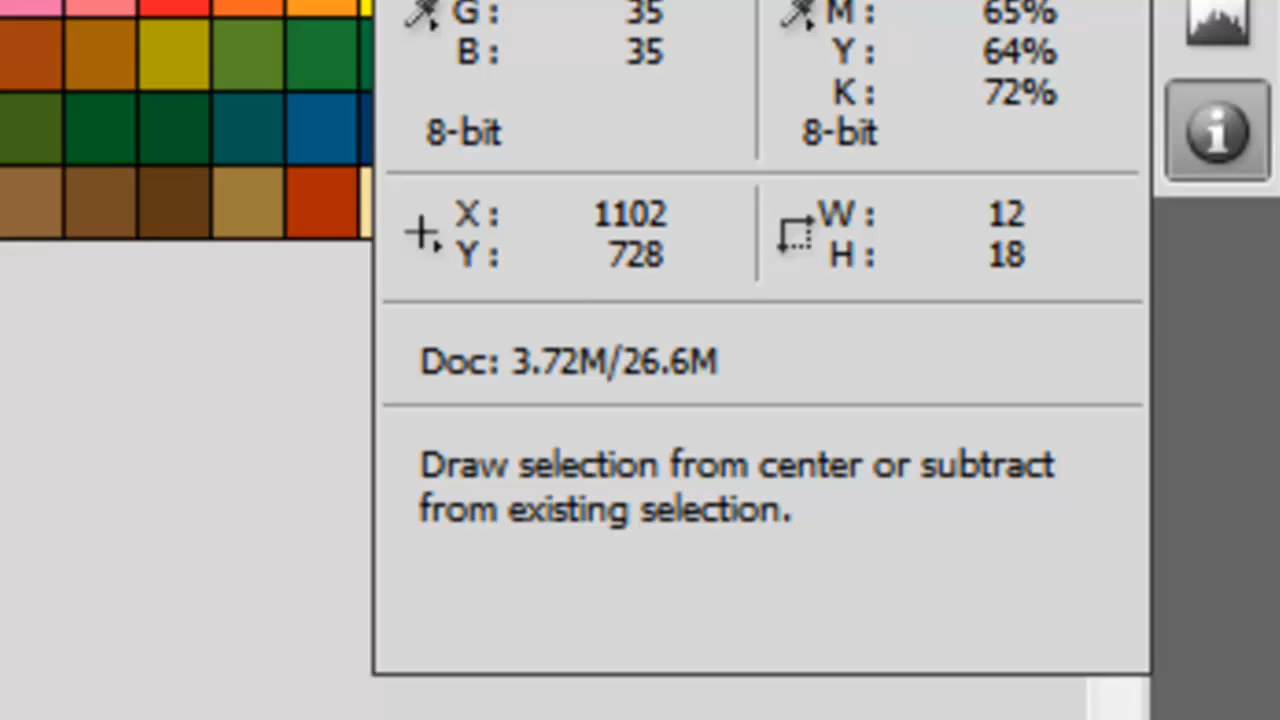 G: 35 M: 65%
B: 35 Y: 64%
K: 72%
8-bit 8-bit
X: 1102 W: 12
Y: 728 H: 18
Doc: 3.72M/26.6M
Draw selection from center or subtract
from existing selection.